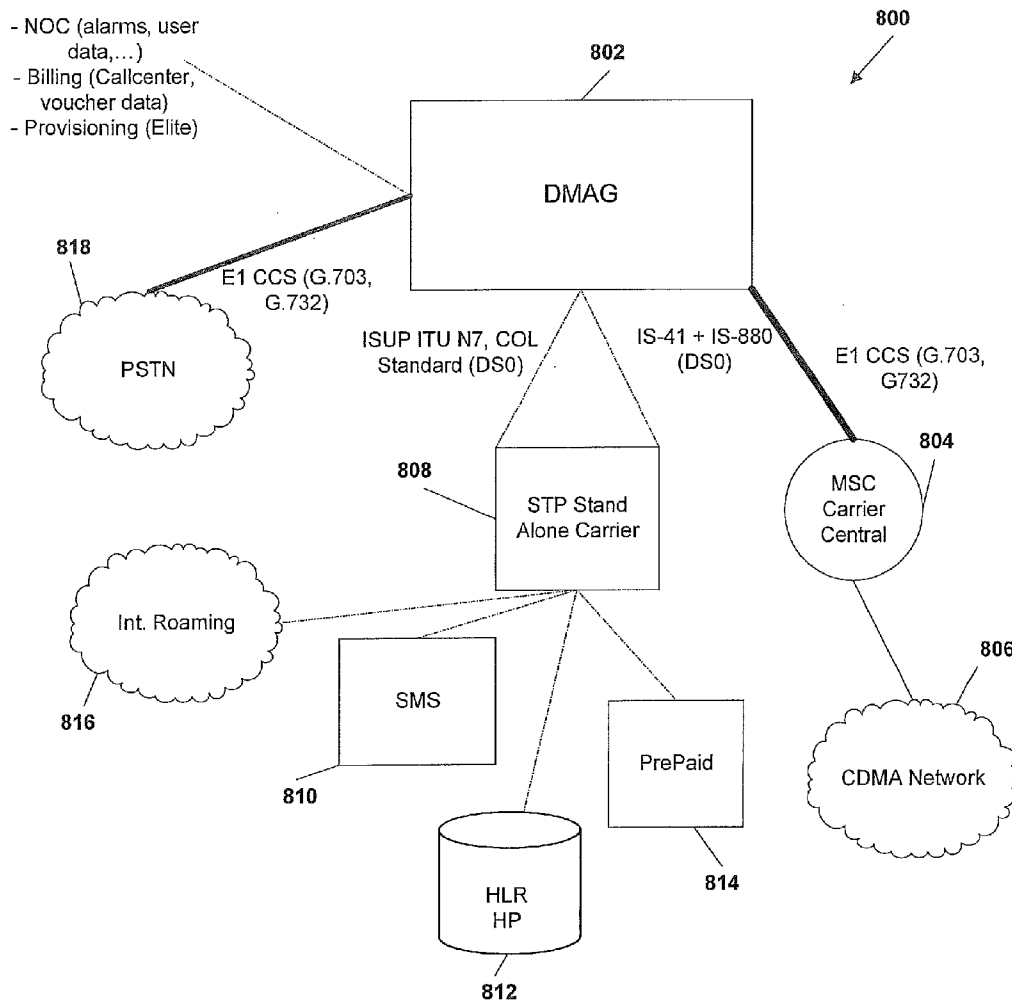 - NOC (alarms, user
data,...)
- Billing (Callcenter,
voucher data)
- Provisioning (Elite)
800
802
DMAG
818
E1 CCS (G.703,
G.732)
PSTN
ISUP ITU N7, COL
Standard (DS0)
IS-41 + IS-880
(DS0)
E1 CCS (G.703,
G732)
804
808
STP Stand
Alone Carrier
MSC
Carrier
Central
Int. Roaming
816
SMS
810
PrePaid
814
806
CDMA Network
HLR
HP
812